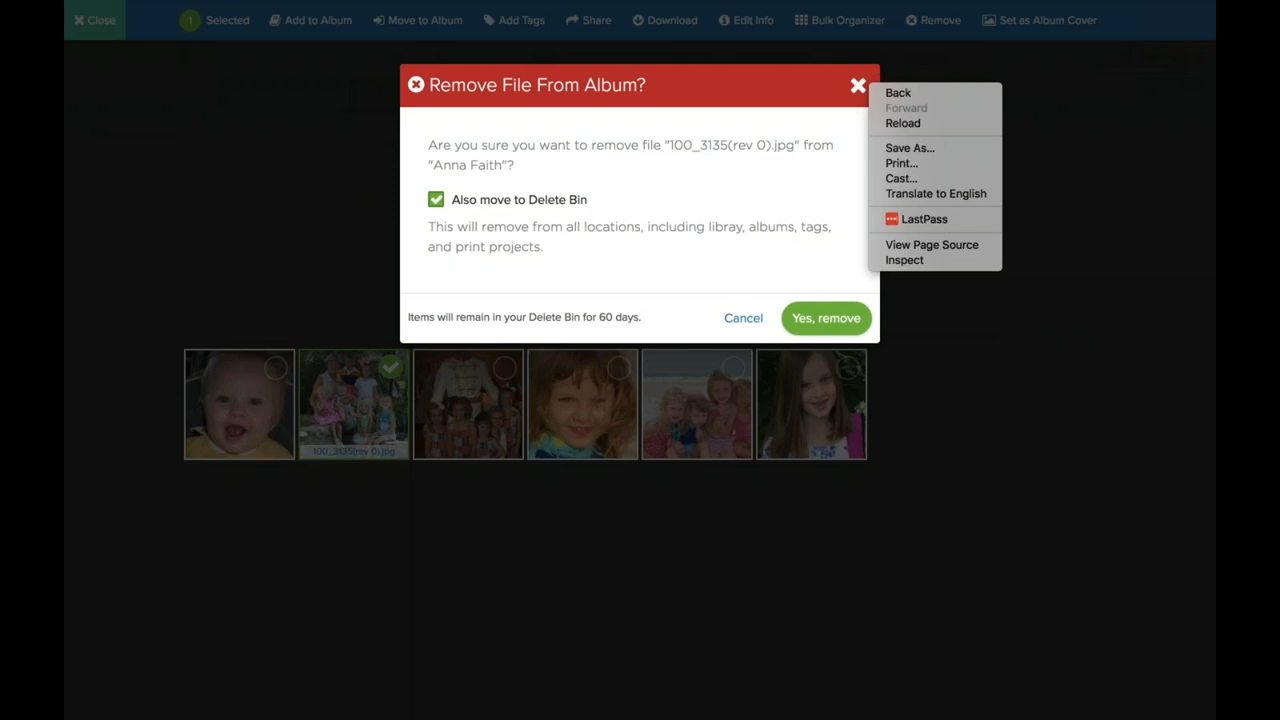 Close
1 Selected Add to Album Move to Album Add Tags Share Download Edit Info Bulk Organizer Remove Set as Album Cover
Remove File From Album?
Are you sure you want to remove file "100_3135(rev 0).jpg" from
"Anna Faith"?
Also move to Delete Bin
This will remove from all locations, including libray, albums, tags,
and print projects.
Items will remain in your Delete Bin for 60 days.
Cancel
Yes, remove
Back
Forward
Reload
Save As...
Print...
Cast...
Translate to English
LastPass
View Page Source
Inspect
100_3135(rev 0).jpg